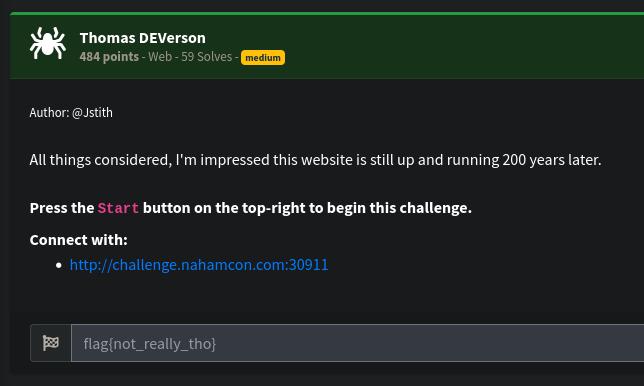 Thomas DEVerson
484 points - Web - 59 Solves - medium
Author: @Jstith
All things considered, I'm impressed this website is still up and running 200 years later.
Press the Start button on the top-right to begin this challenge.
Connect with:
• http://challenge.nahamcon.com:30911
flag{not_really_tho}